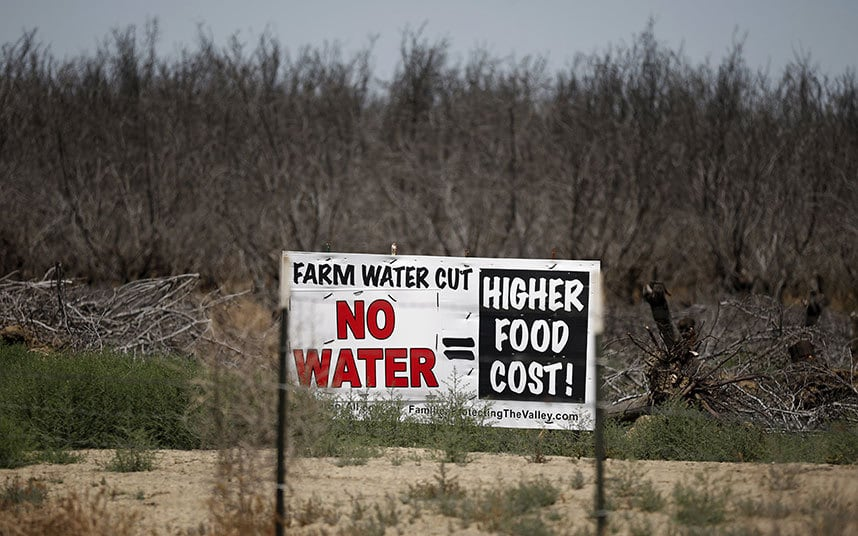 FARM WATER CUT
NO
WATER
=
HIGHER
FOOD
COST!
FamiliesProtectingTheValley.com